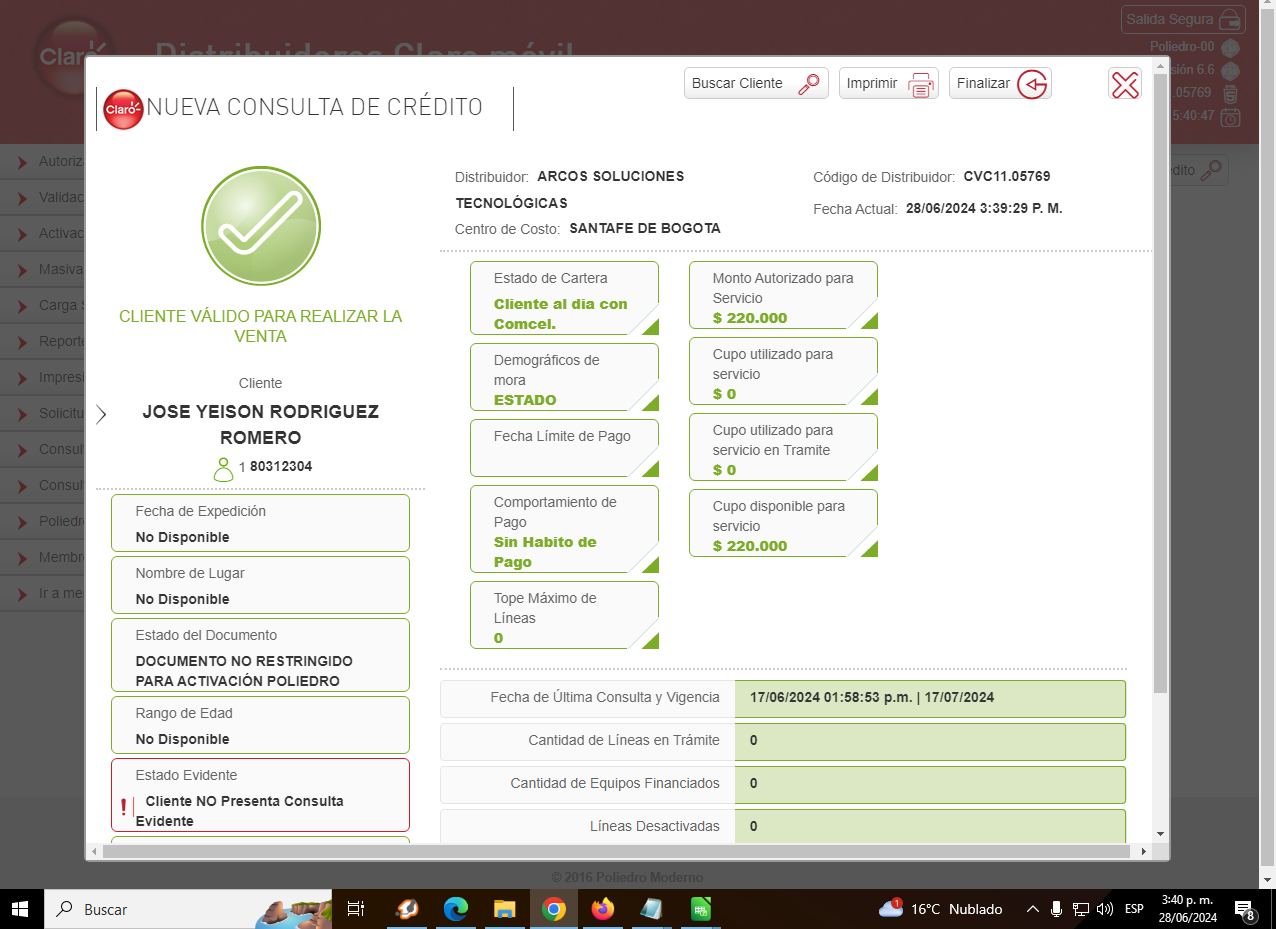 Salida Segura
Claro
Distribuidores Claro móvil
Poliedro-00
sión 6.6
.05769
5:40:47
Buscar Cliente
Imprimir
Finalizar
Claro
NUEVA CONSULTA DE CRÉDITO
Autoriz
Validac
Activac
Masiva
Carga S
Reporte
Impresi
Solicitu
Consul
Consul
Poliedr
Membr
Ir a me
dito
CLIENTE VÁLIDO PARA REALIZAR LA
VENTA
Cliente
JOSE YEISON RODRIGUEZ
ROMERO
1 80312304
Fecha de Expedición
No Disponible
Nombre de Lugar
No Disponible
Estado del Documento
DOCUMENTO NO RESTRINGIDO
PARA ACTIVACIÓN POLIEDRO
Rango de Edad
No Disponible
Estado Evidente
! Cliente NO Presenta Consulta
Evidente
Distribuidor: ARCOS SOLUCIONES
TECNOLÓGICAS
Centro de Costo: SANTAFE DE BOGOTA
Código de Distribuidor: CVC11.05769
Fecha Actual: 28/06/2024 3:39:29 P. M.
Estado de Cartera
Cliente al dia con
Comcel.
Demográficos de
mora
ESTADO
Fecha Límite de Pago
Comportamiento de
Pago
Sin Habito de
Pago
Tope Máximo de
Líneas
0
Monto Autorizado para
Servicio
$ 220.000
Cupo utilizado para
servicio
$ 0
Cupo utilizado para
servicio en Tramite
$ 0
Cupo disponible para
servicio
$ 220.000
Fecha de Última Consulta y Vigencia 17/06/2024 01:58:53 p.m. | 17/07/2024
Cantidad de Líneas en Trámite 0
Cantidad de Equipos Financiados 0
Líneas Desactivadas 0
© 2016 Poliedro Moderno
Buscar
1
16°C Nublado
ESP
3:40 p. m.
28/06/2024
8